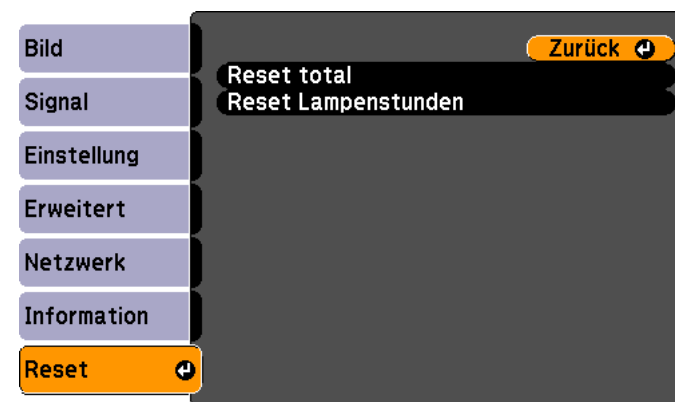 Bild
Signal
Einstellung
Erweitert
Netzwerk
Information
Reset
Zurück
Reset total
Reset Lampenstunden